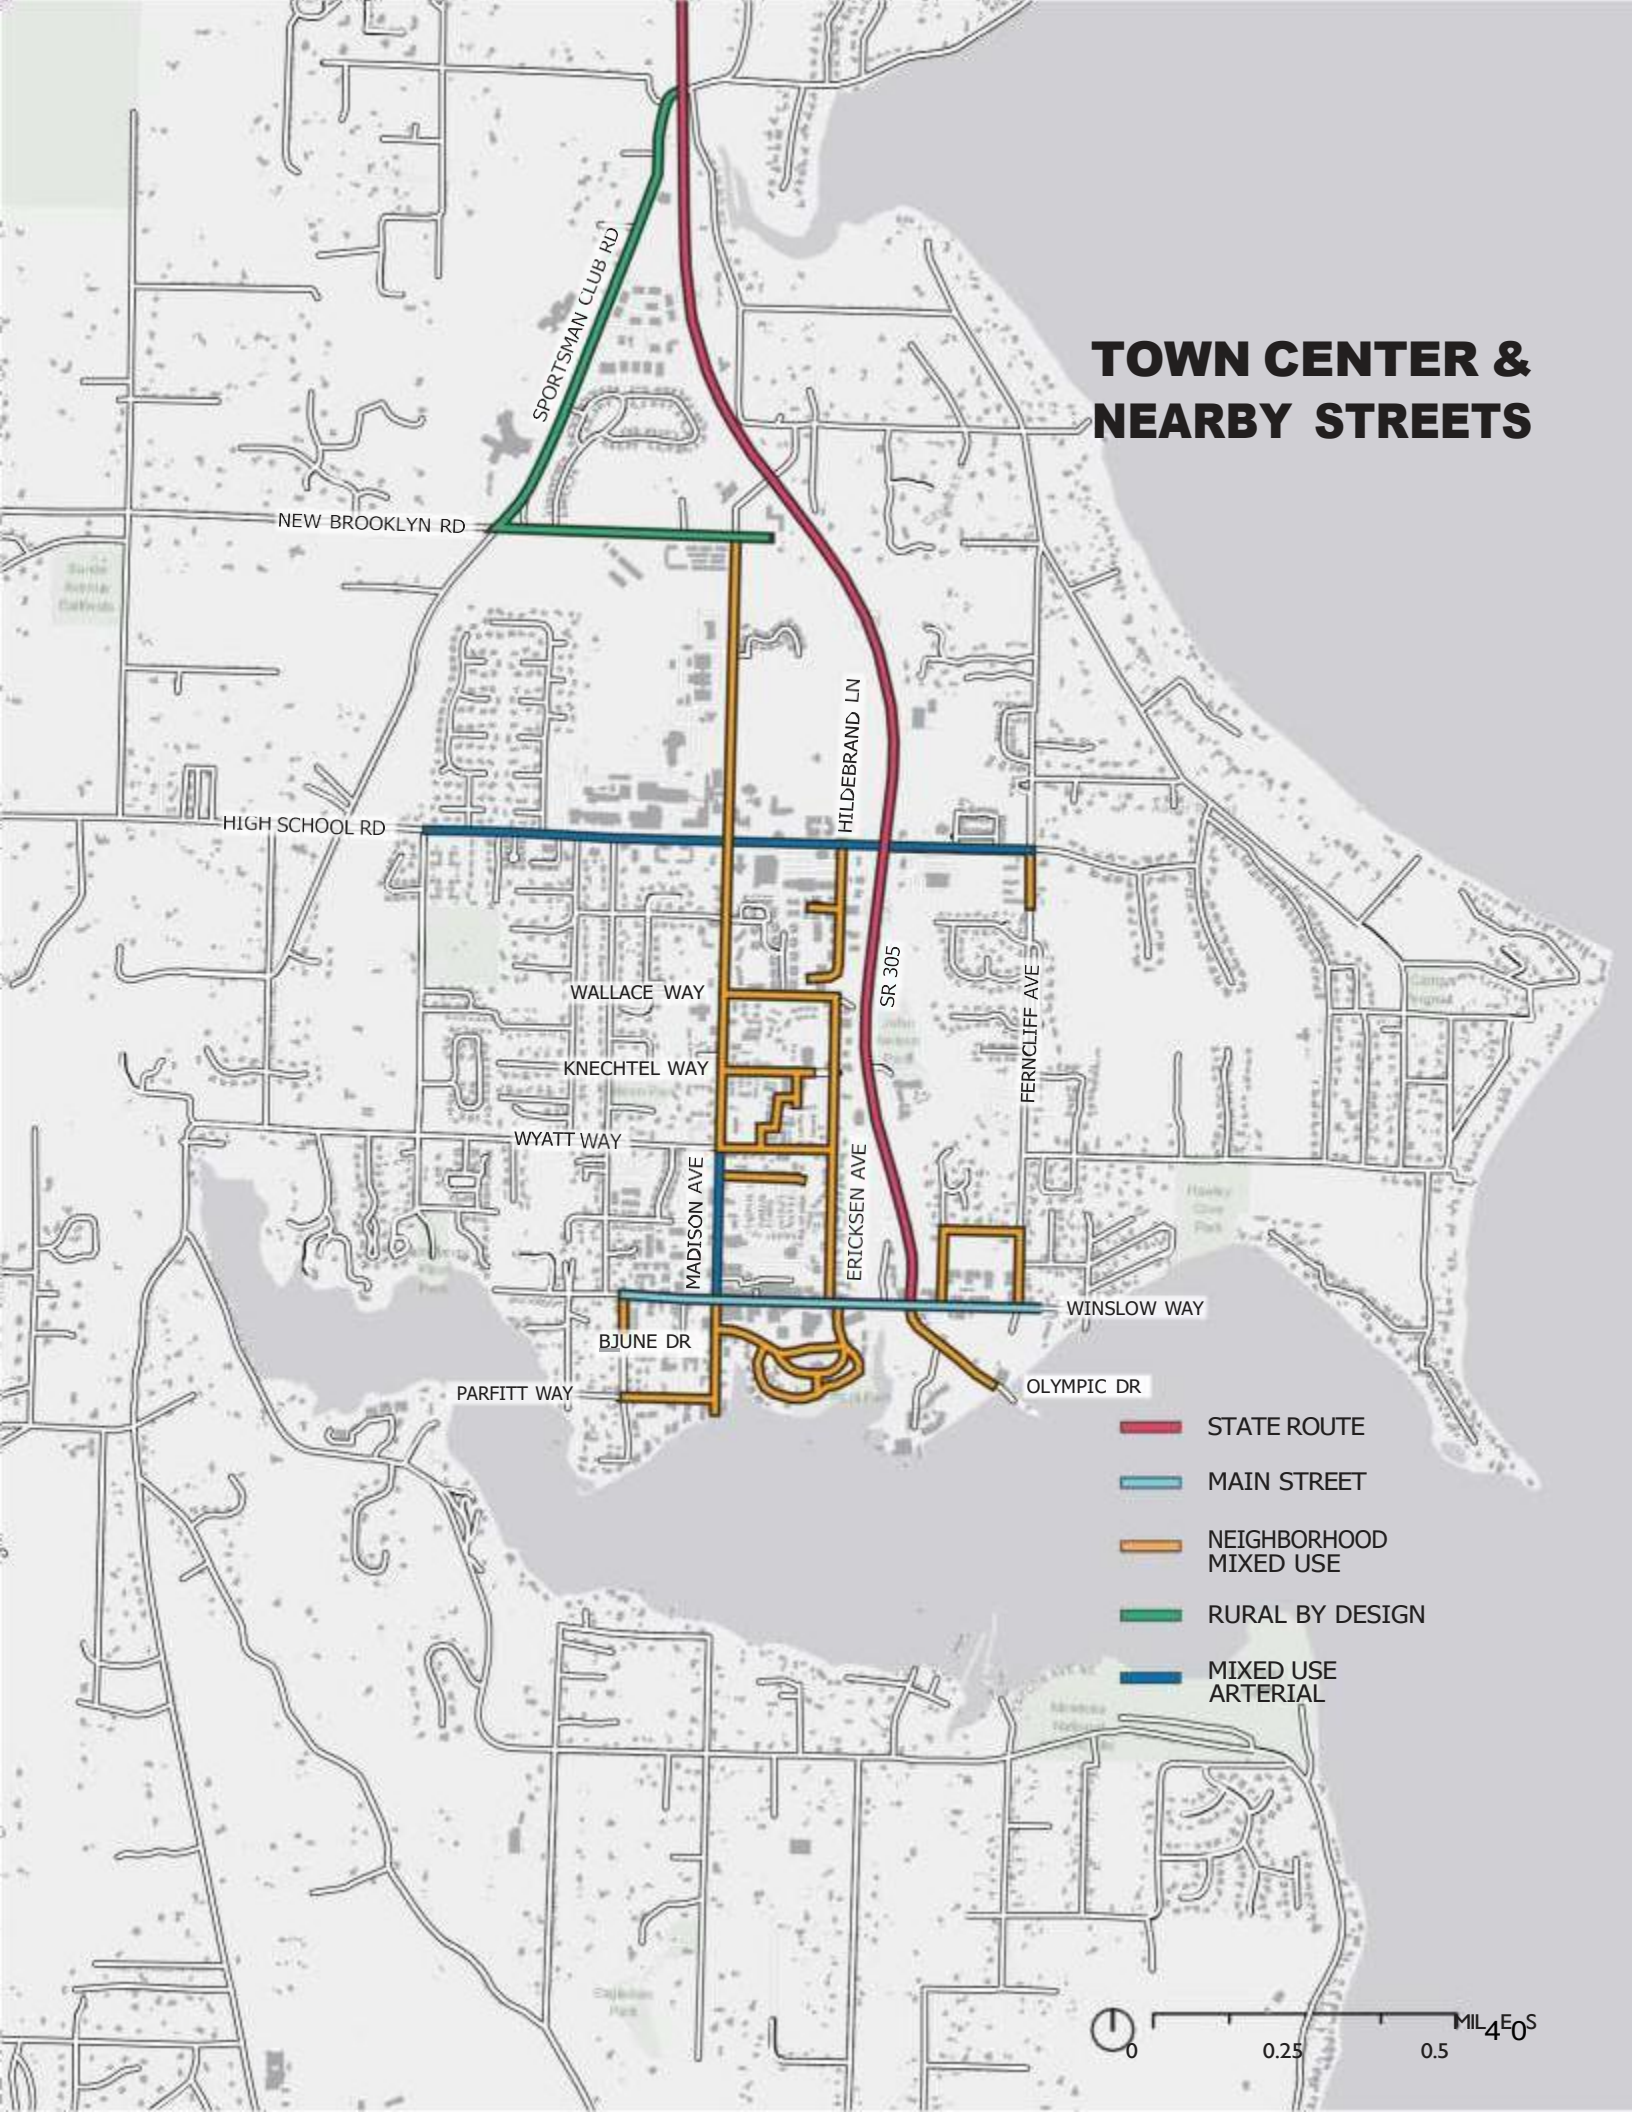 SPORTSMAN CLUB RD
TOWN CENTER &
NEARBY STREETS
NEW BROOKLYN RD
HILDEBRAND LN
HIGH SCHOOL RD
SR 305
WALLACE WAY
FERNCLIFF AVE
KNECHTEL WAY
WYATT WAY
MADISON AVE
ERICKSEN AVE
WINSLOW WAY
BJUNE DR
PARFITT WAY
OLYMPIC DR
STATE ROUTE
MAIN STREET
NEIGHBORHOOD
MIXED USE
RURAL BY DESIGN
MIXED USE
ARTERIAL
MIL4E0S
0 0.25 0.5